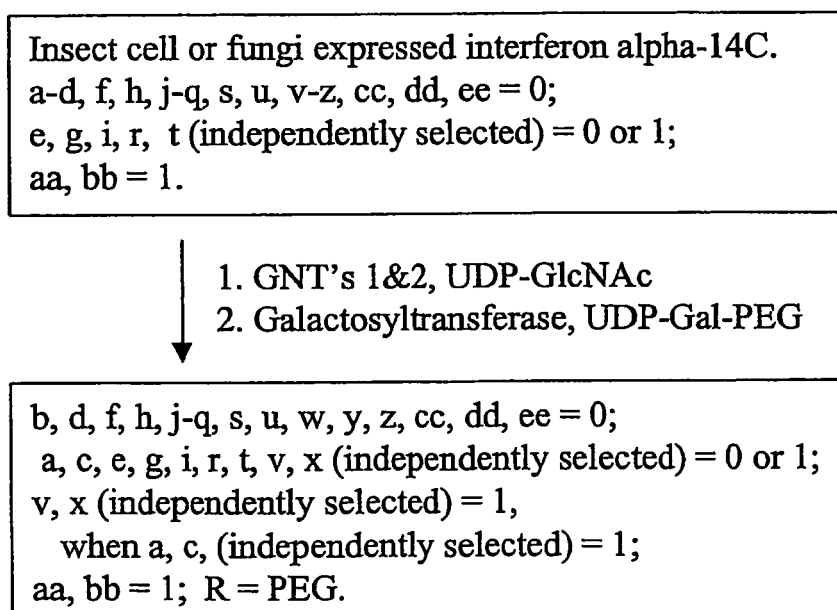 Insect cell or fungi expressed interferon alpha-14C.
a-d, f, h, j-q, s, u, v-z, cc, dd, ee = 0;
e, g, i, r, t (independently selected) = 0 or 1;
aa, bb = 1.
1. GNT's 1&2, UDP-GlcNAc
2. Galactosyltransferase, UDP-Gal-PEG
b, d, f, h, j-q, s, u, w, y, z, cc, dd, ee = 0;
a, c, e, g, i, r, t, v, x (independently selected) = 0 or 1;
v, x (independently selected) = 1,
when a, c, (independently selected) = 1;
aa, bb = 1; R = PEG.